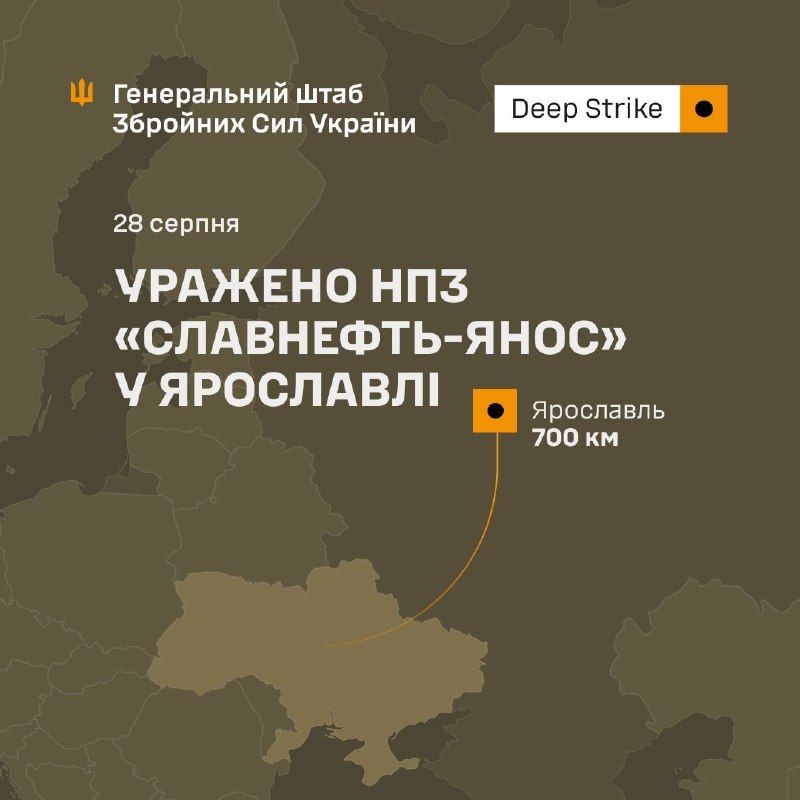 Генеральний штаб
Збройних Сил України
Deep Strike
28 серпня
УРАЖЕНО НПЗ
«СЛАВНЕФТЬ-ЯНОС»
У ЯРОСЛАВЛІ
Ярославль
700 км